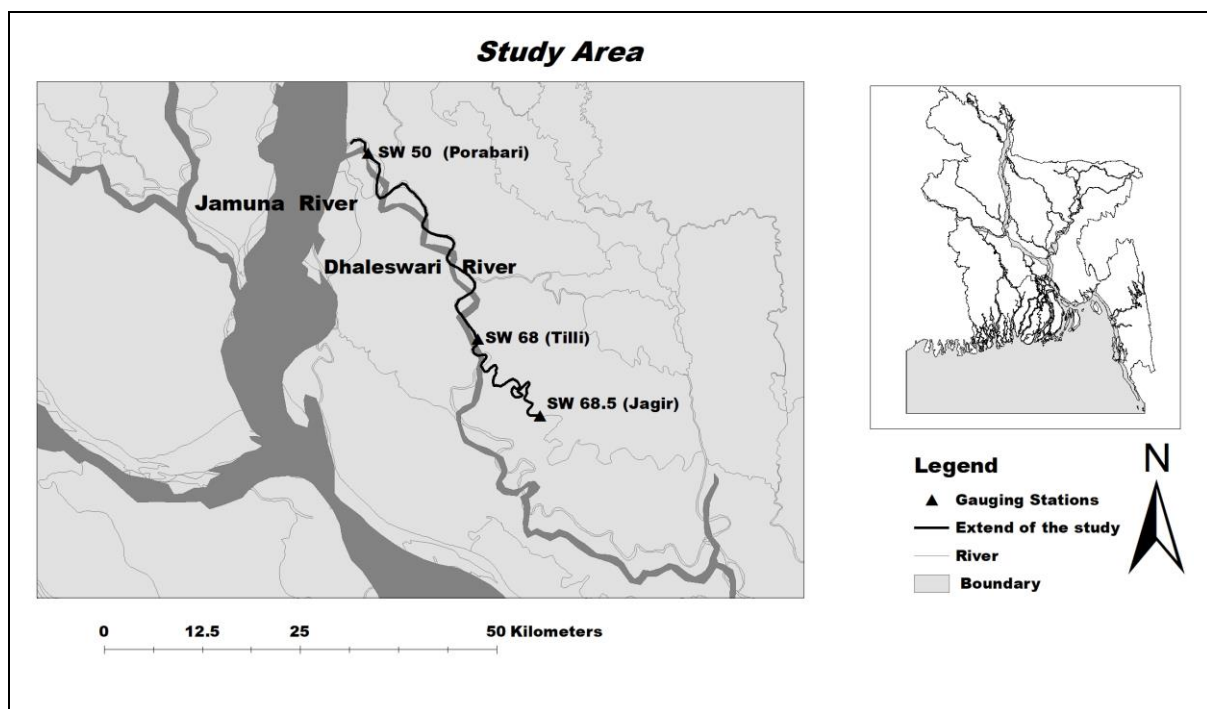 Study Area
SW 50 (Porabari)
Jamuna River
Dhaleswari River
SW 68 (Tilli)
SW 68.5 (Jagir)
0 12.5 25 50 Kilometers
Legend
Gauging Stations
Extend of the study
River
Boundary
N